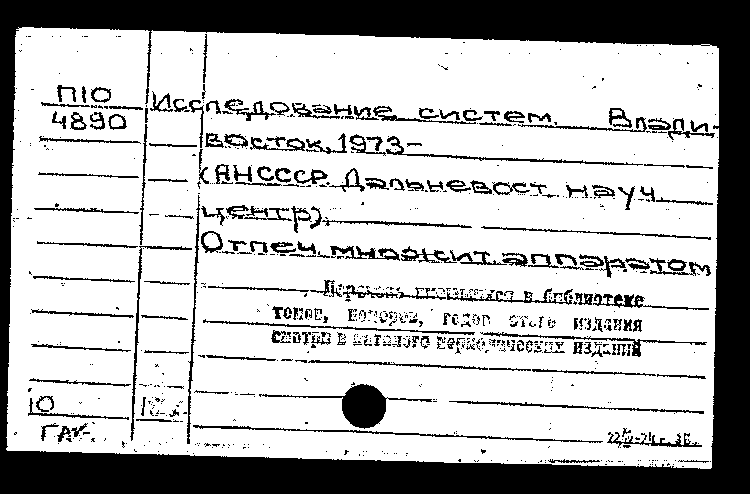 П10
4890
Исследование систем. Влади-
восток, 1973-
(АН СССР. Дальневост. науч.
центр).
Отпеч. множит. аппаратом
Перечень имеющихся в библиотеке
томов, номеров, годов этого издания
смотри в каталоге периодических изданий
10
ГАК.